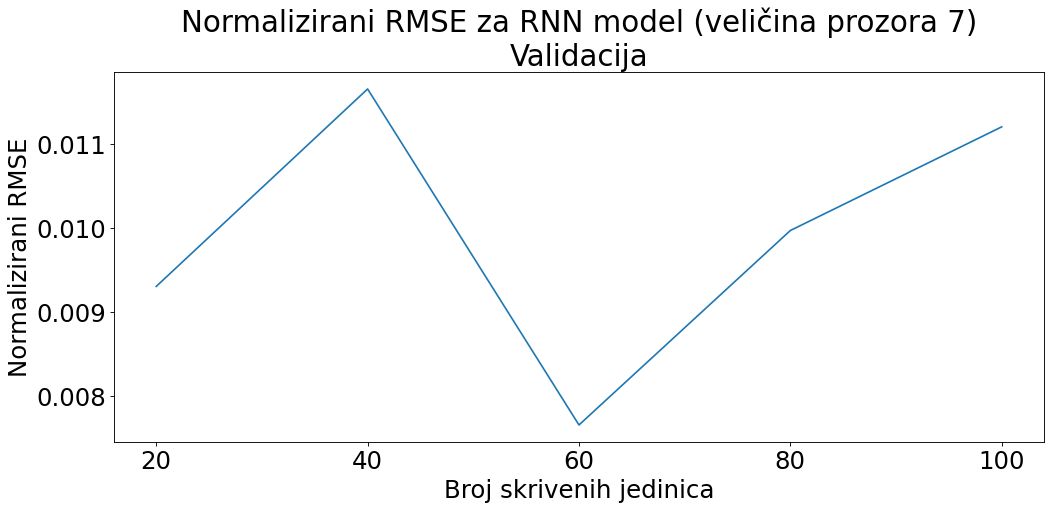 Normalizirani RMSE za RNN model (veličina prozora 7)
Validacija
Normalizirani RMSE
0.011
0.010
0.009
0.008
20 40 60 80 100
Broj skrivenih jedinica